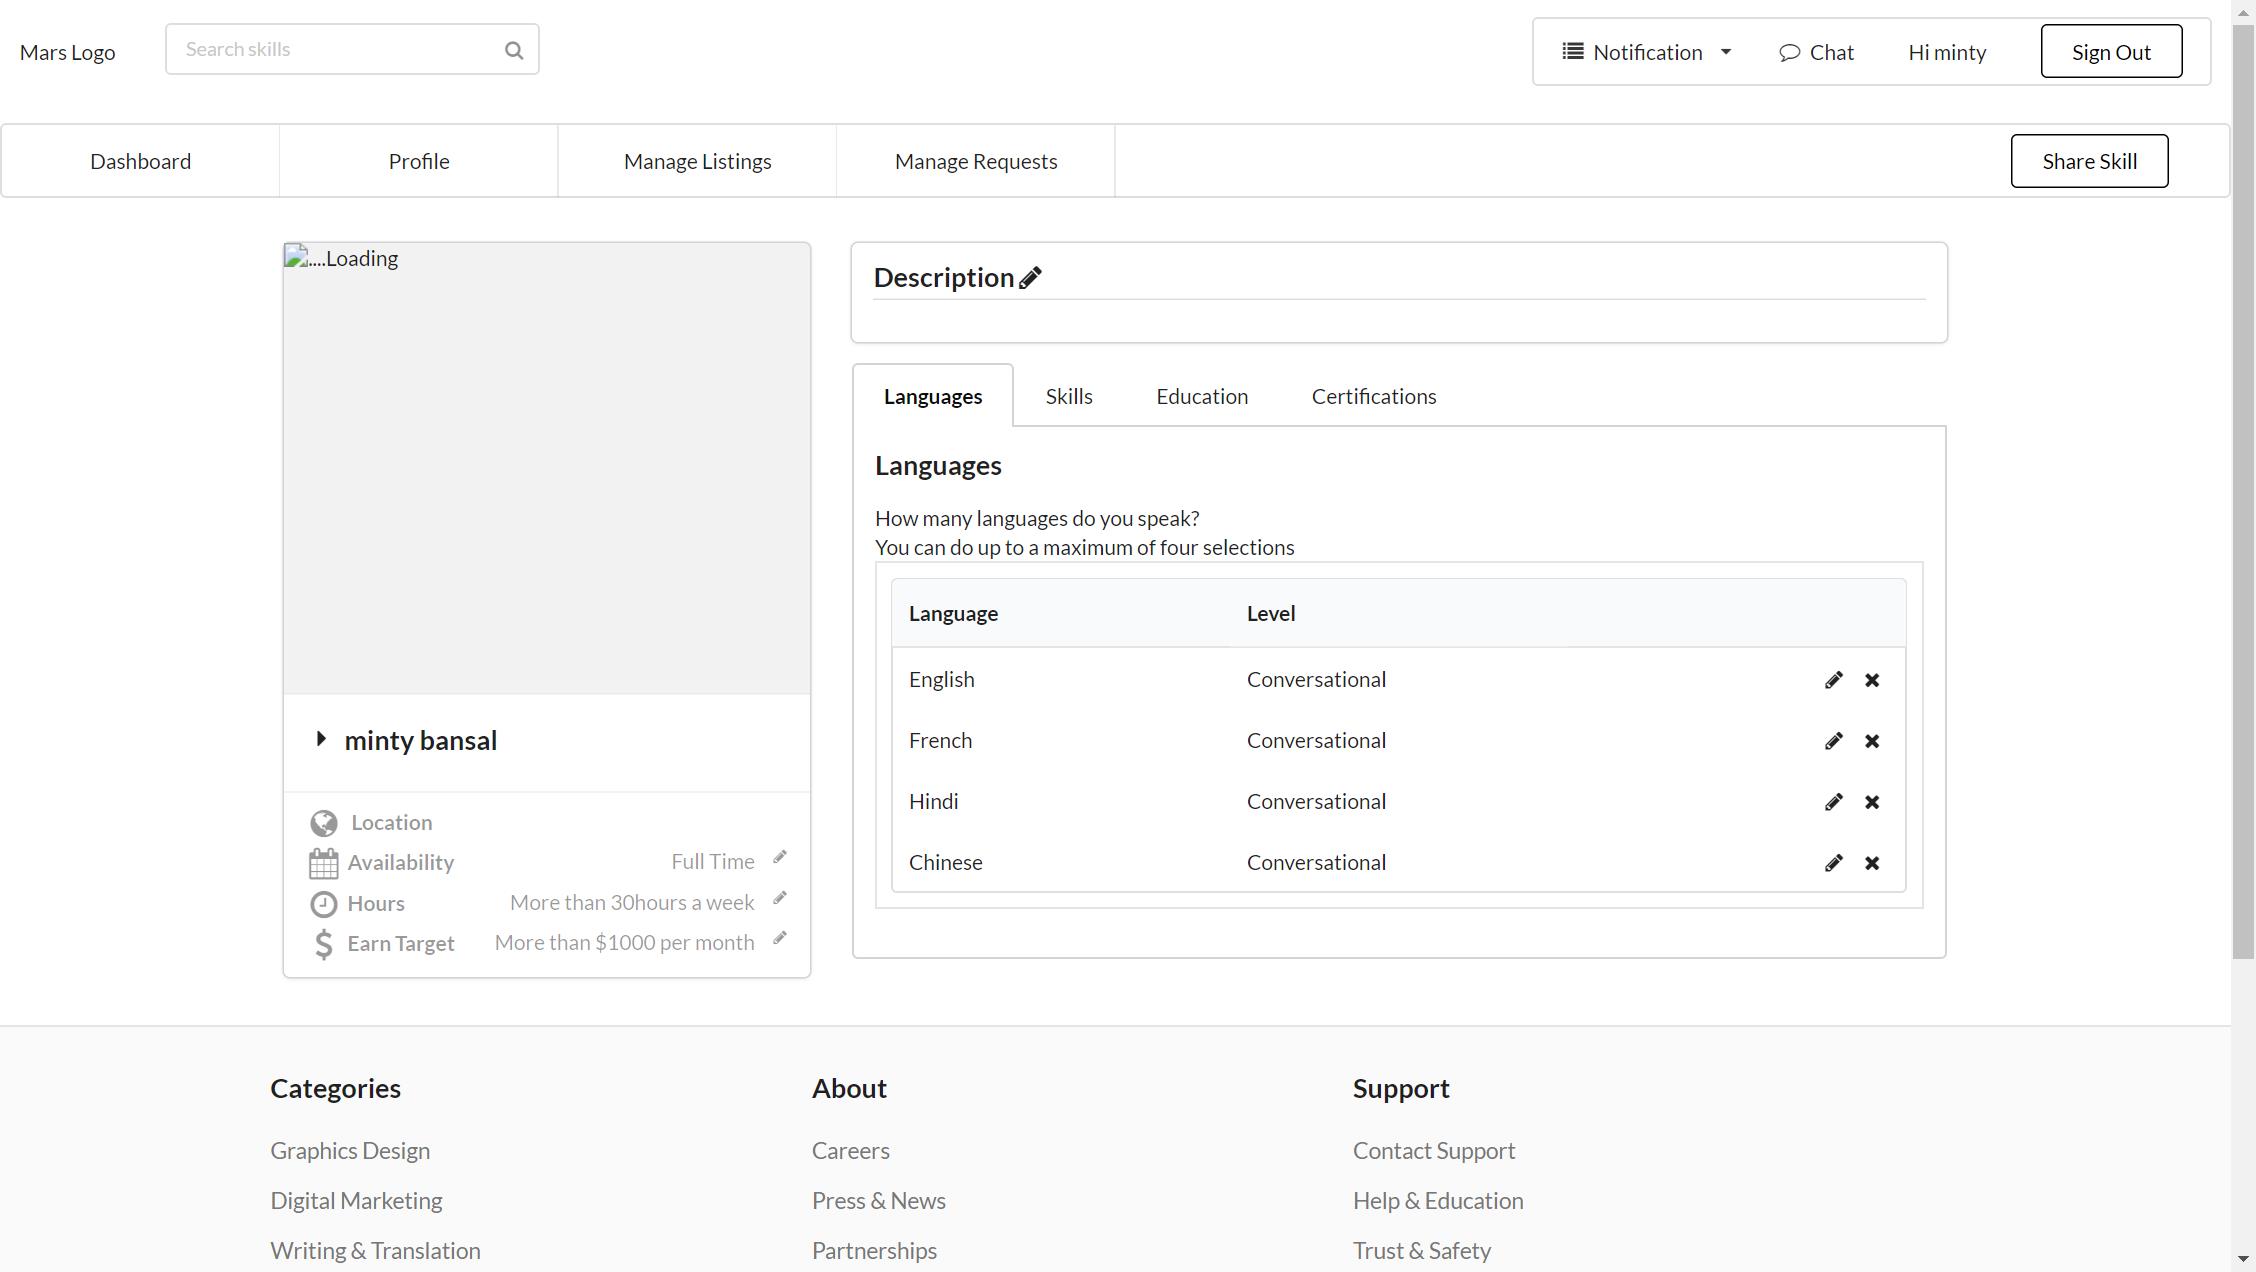 Mars Logo
Search skills
Notification
Chat
Hi minty
Sign Out
Dashboard
Profile
Manage Listings
Manage Requests
Share Skill
....Loading
minty bansal
Location
Availability Full Time
Hours More than 30hours a week
Earn Target More than $1000 per month
Description
Languages Skills Education Certifications
Languages
How many languages do you speak?
You can do up to a maximum of four selections
Language Level
English Conversational
French Conversational
Hindi Conversational
Chinese Conversational
Categories
Graphics Design
Digital Marketing
Writing & Translation
About
Careers
Press & News
Partnerships
Support
Contact Support
Help & Education
Trust & Safety